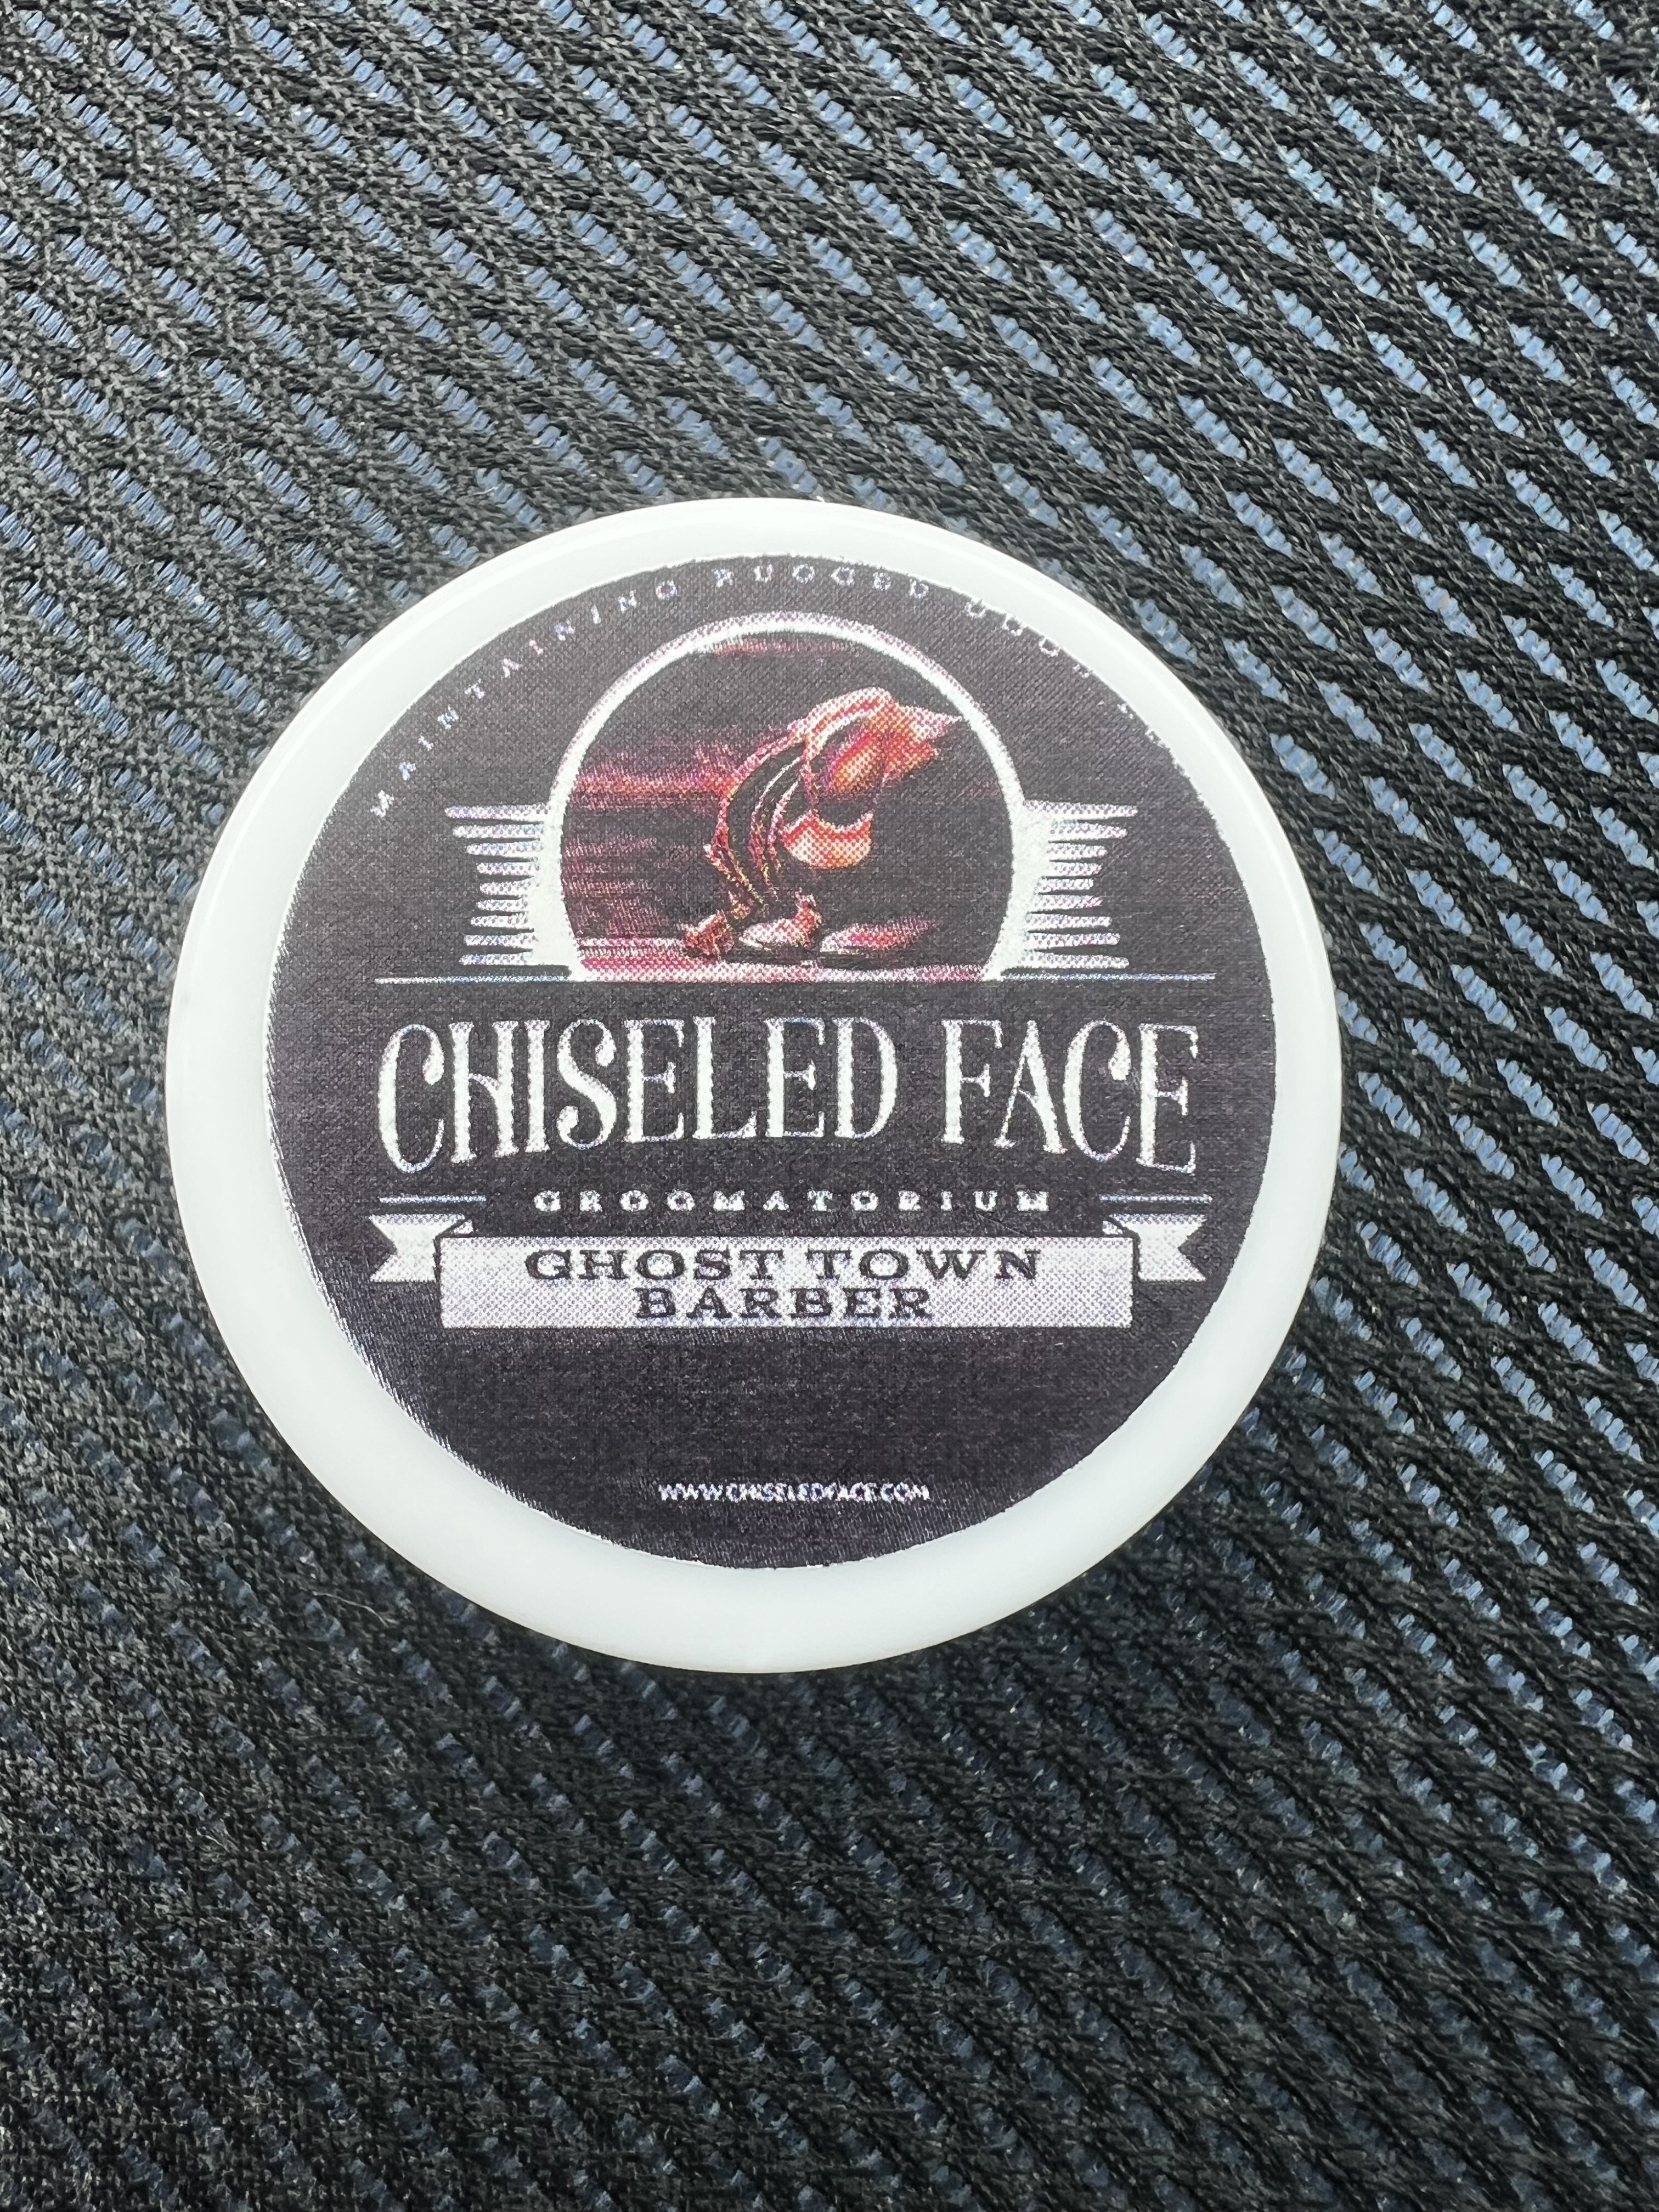 MAINTAINING RUGGED
CHISELED FACE
GROOMATORIUM
GHOST TOWN
BARBER
WWW.CHISELEDFACE.COM